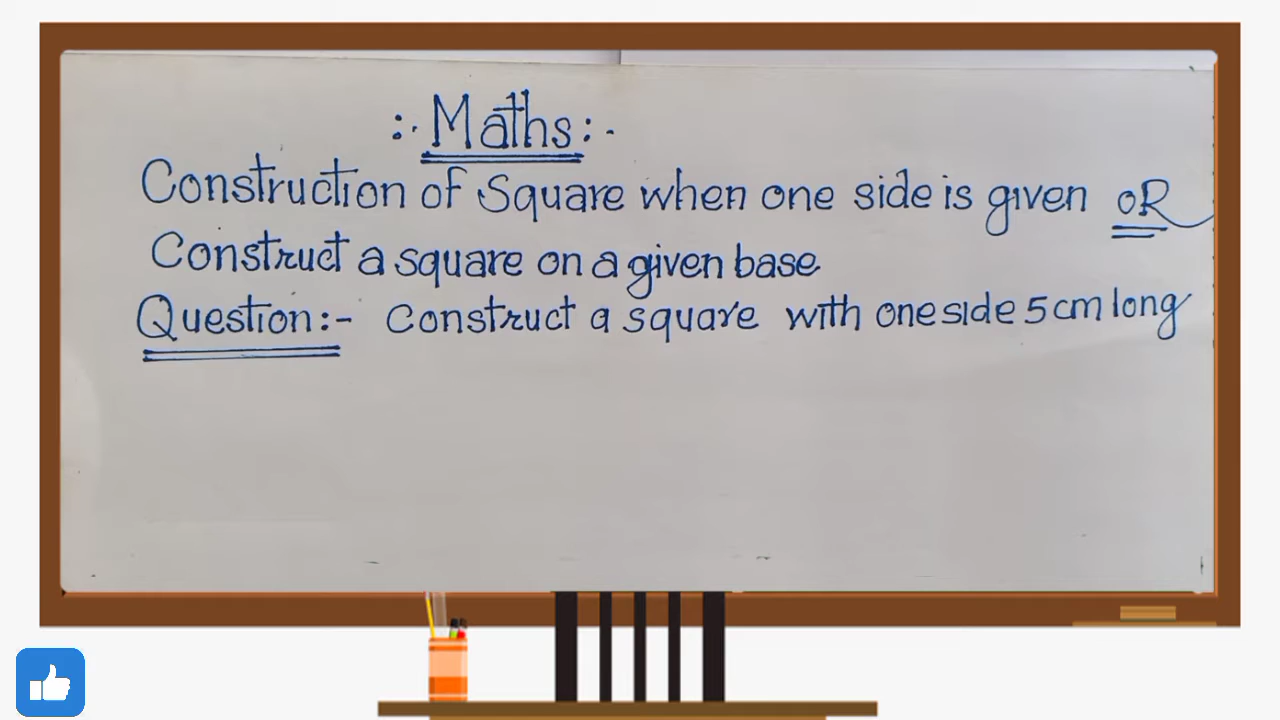 :· Maths:-
Construction of Square when one side is given OR
Construct a square on a given base
Question:- Construct a square with one side 5 cm long